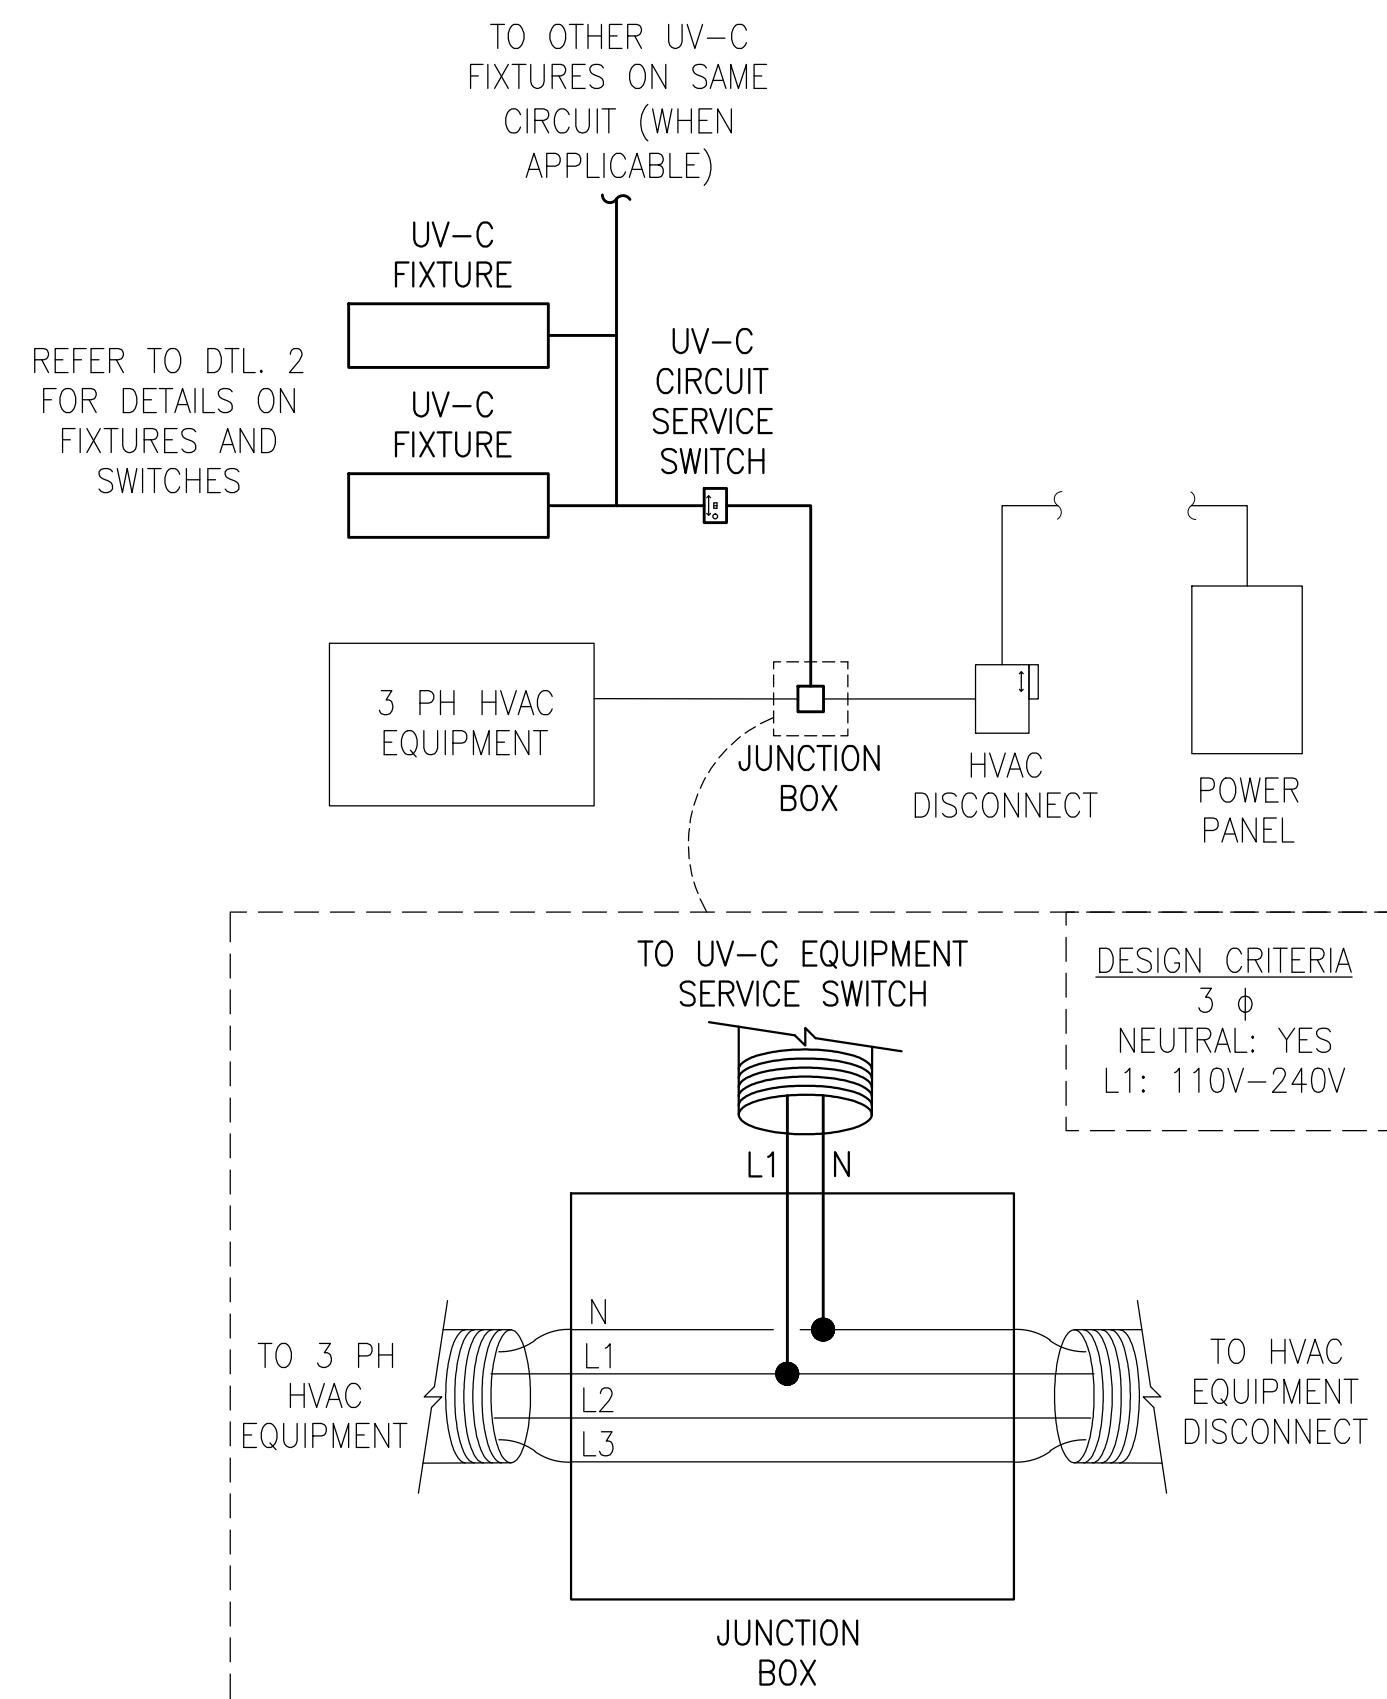 TO OTHER UV-C
FIXTURES ON SAME
CIRCUIT (WHEN
APPLICABLE)
UV-C
FIXTURE
REFER TO DTL. 2
FOR DETAILS ON
FIXTURES AND
SWITCHES
UV-C
FIXTURE
UV-C
CIRCUIT
SERVICE
SWITCH
3 PH HVAC
EQUIPMENT
JUNCTION
BOX
HVAC
DISCONNECT
POWER
PANEL
TO UV-C EQUIPMENT
SERVICE SWITCH
DESIGN CRITERIA
3 ϕ
NEUTRAL: YES
L1: 110V-240V
L1
N
N
L1
L2
L3
TO 3 PH
HVAC
EQUIPMENT
TO HVAC
EQUIPMENT
DISCONNECT
JUNCTION
BOX